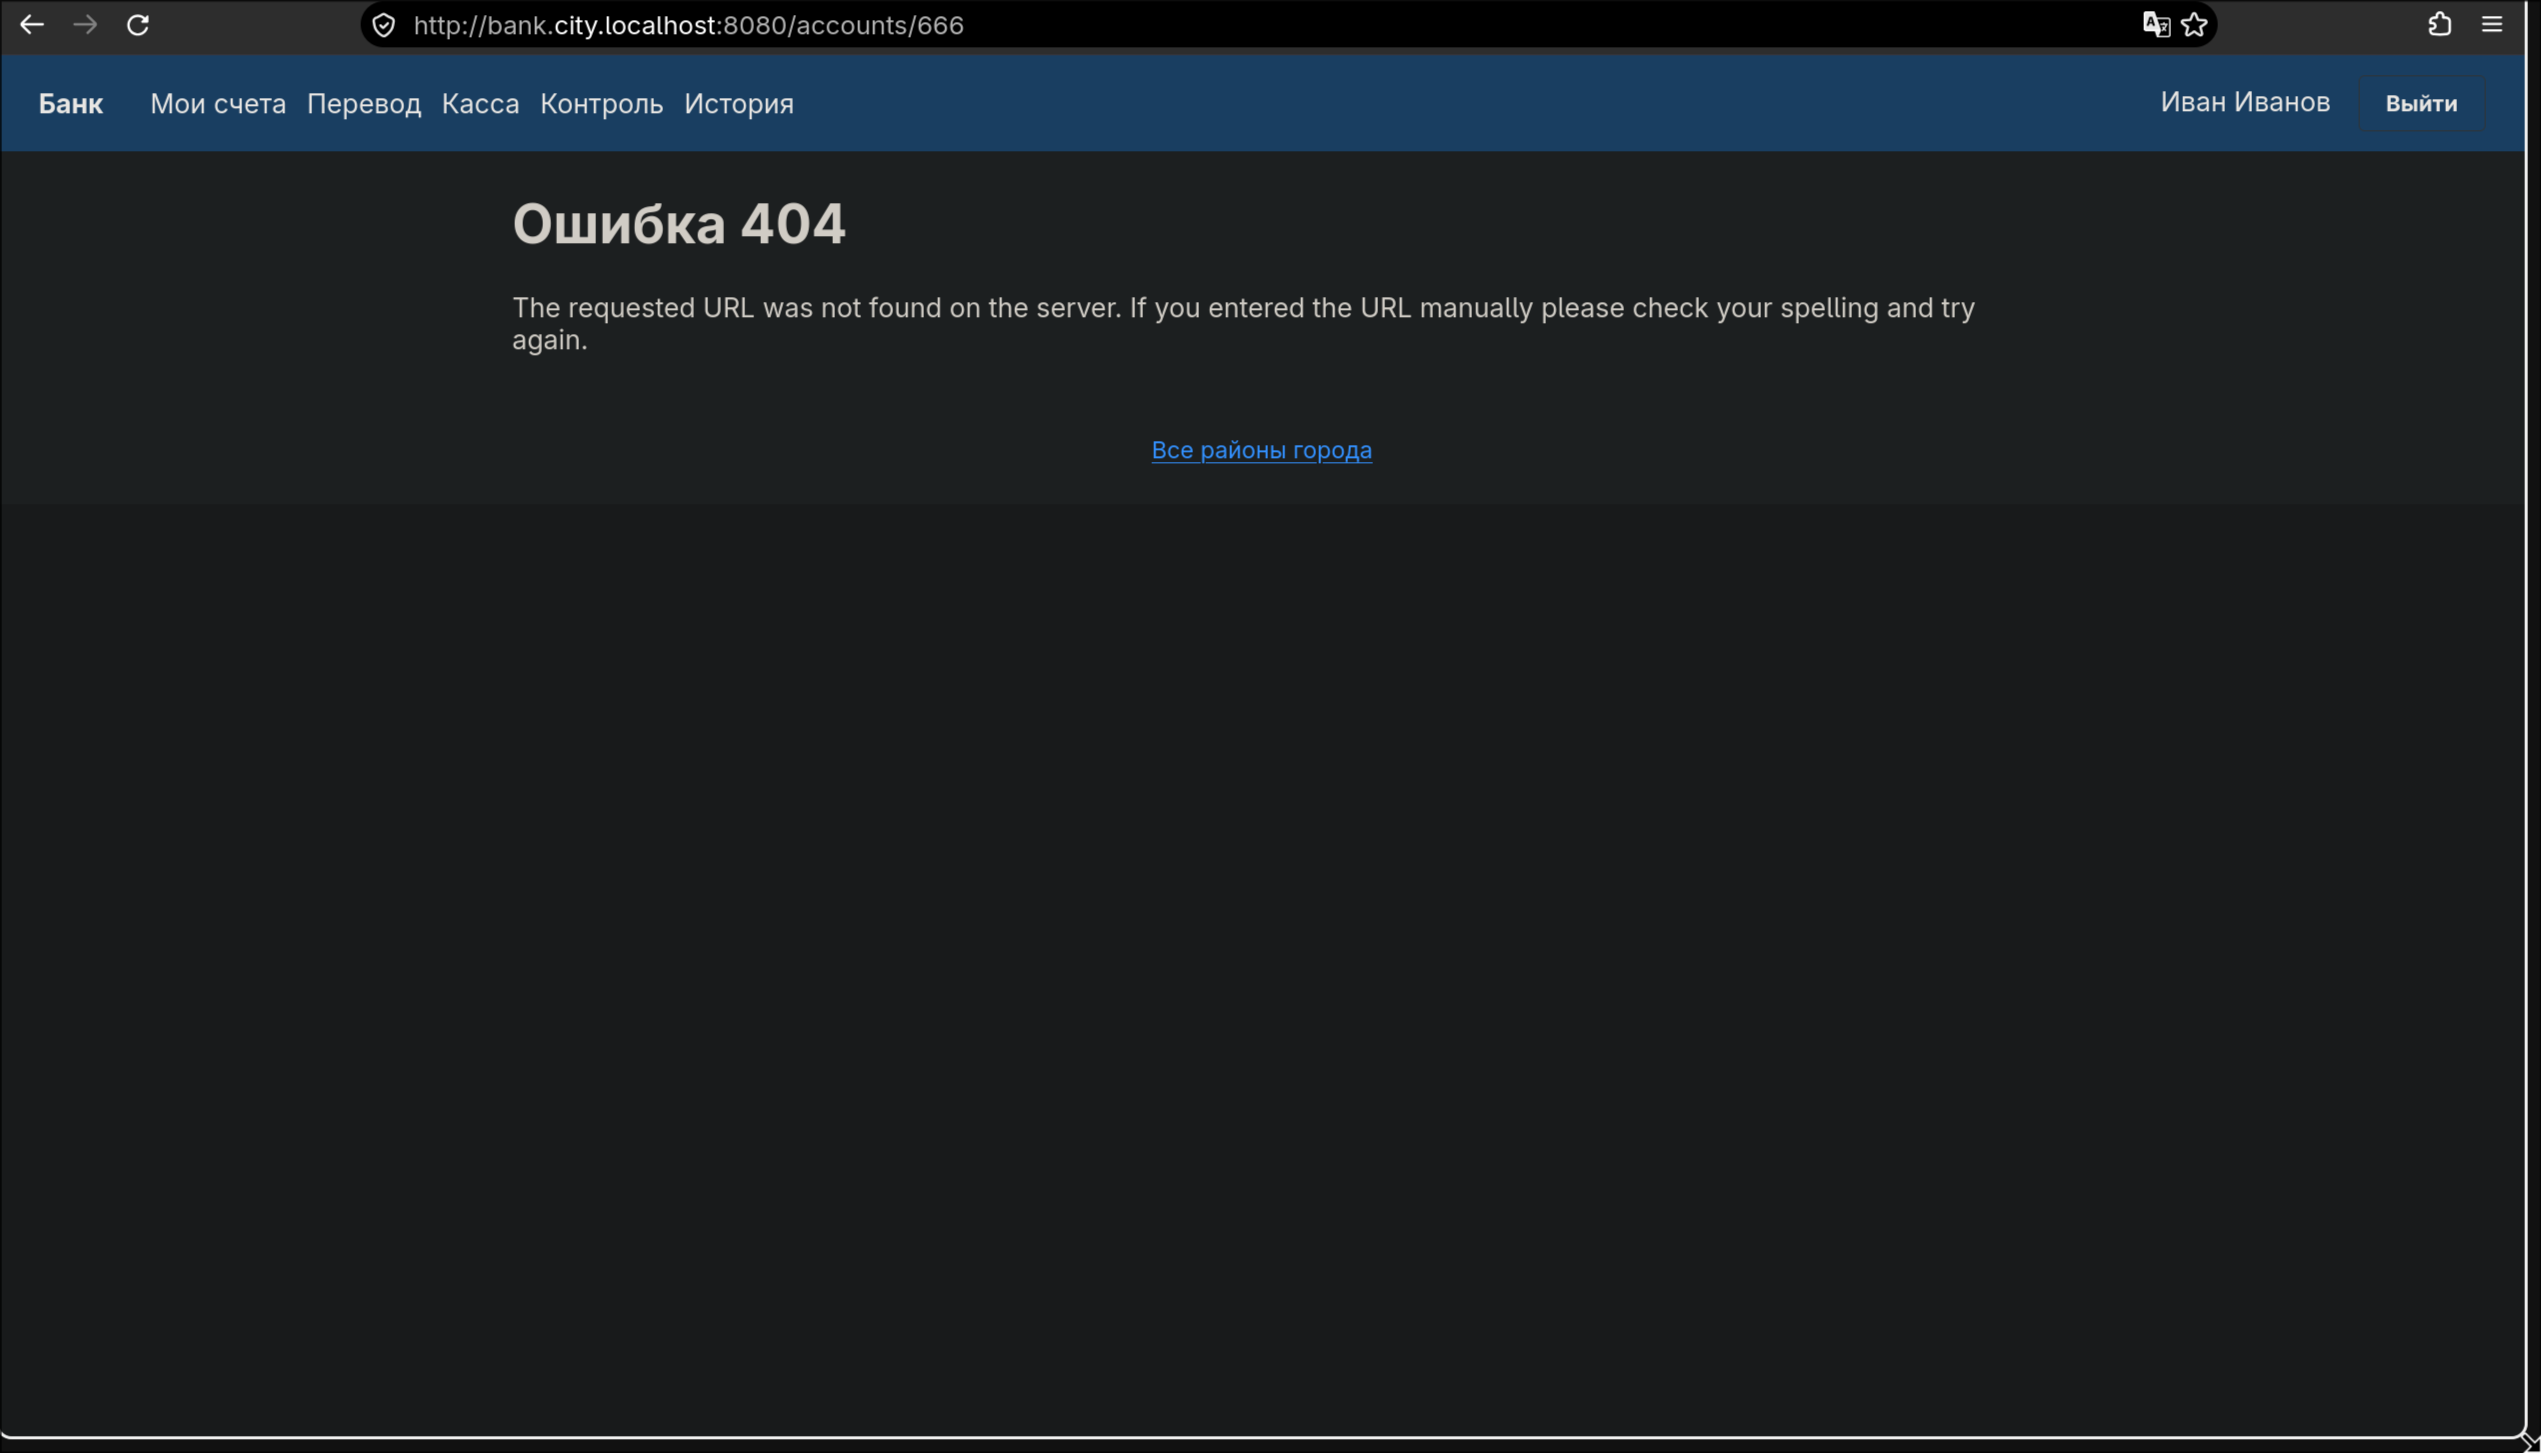 http://bank.city.localhost:8080/accounts/666
Банк Мои счета Перевод Касса Контроль История Иван Иванов Выйти
Ошибка 404
The requested URL was not found on the server. If you entered the URL manually please check your spelling and try
again.
Все районы города